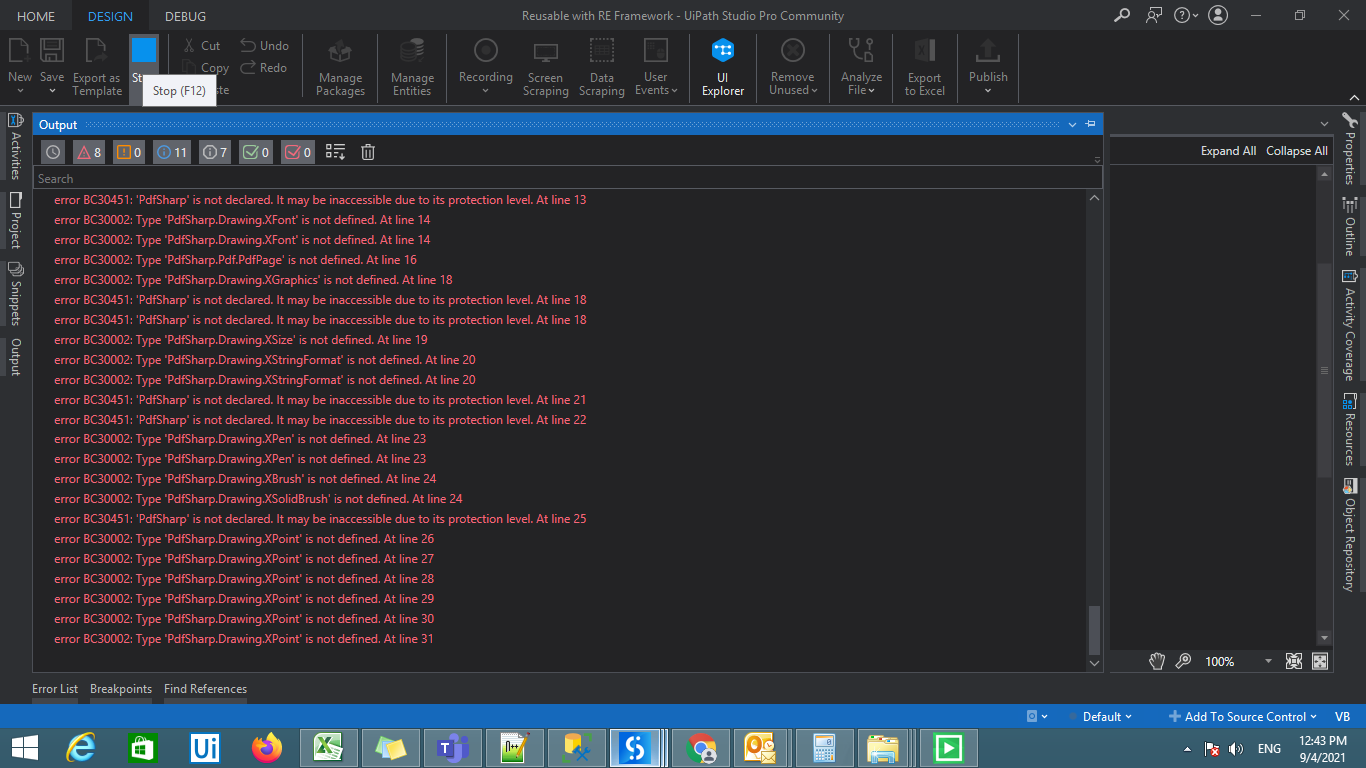 HOME DESIGN DEBUG Reusable with RE Framework - UiPath Studio Pro Community
New Save Export as Template St Cut Copy ste Undo Redo Manage Packages Manage Entities Recording Screen Scraping Data Scraping User Events UI Explorer Remove Unused Analyze File Export to Excel Publish
Stop (F12)
Output
8 0 11 7 0 0
Expand All Collapse All
Search
error BC30451: 'PdfSharp' is not declared. It may be inaccessible due to its protection level. At line 13
error BC30002: Type 'PdfSharp.Drawing.XFont' is not defined. At line 14
error BC30002: Type 'PdfSharp.Drawing.XFont' is not defined. At line 14
error BC30002: Type 'PdfSharp.Pdf.PdfPage' is not defined. At line 16
error BC30002: Type 'PdfSharp.Drawing.XGraphics' is not defined. At line 18
error BC30451: 'PdfSharp' is not declared. It may be inaccessible due to its protection level. At line 18
error BC30451: 'PdfSharp' is not declared. It may be inaccessible due to its protection level. At line 18
error BC30002: Type 'PdfSharp.Drawing.XSize' is not defined. At line 19
error BC30002: Type 'PdfSharp.Drawing.XStringFormat' is not defined. At line 20
error BC30002: Type 'PdfSharp.Drawing.XStringFormat' is not defined. At line 20
error BC30451: 'PdfSharp' is not declared. It may be inaccessible due to its protection level. At line 21
error BC30451: 'PdfSharp' is not declared. It may be inaccessible due to its protection level. At line 22
error BC30002: Type 'PdfSharp.Drawing.XPen' is not defined. At line 23
error BC30002: Type 'PdfSharp.Drawing.XPen' is not defined. At line 23
error BC30002: Type 'PdfSharp.Drawing.XBrush' is not defined. At line 24
error BC30002: Type 'PdfSharp.Drawing.XSolidBrush' is not defined. At line 24
error BC30451: 'PdfSharp' is not declared. It may be inaccessible due to its protection level. At line 25
error BC30002: Type 'PdfSharp.Drawing.XPoint' is not defined. At line 26
error BC30002: Type 'PdfSharp.Drawing.XPoint' is not defined. At line 27
error BC30002: Type 'PdfSharp.Drawing.XPoint' is not defined. At line 28
error BC30002: Type 'PdfSharp.Drawing.XPoint' is not defined. At line 29
error BC30002: Type 'PdfSharp.Drawing.XPoint' is not defined. At line 30
error BC30002: Type 'PdfSharp.Drawing.XPoint' is not defined. At line 31
Activities
Project
Snippets
Output
Properties
Outline
Activity Coverage
Resources
Object Repository
100%
Error List Breakpoints Find References
Default Add To Source Control VB
Ui
ENG
12:43 PM
9/4/2021